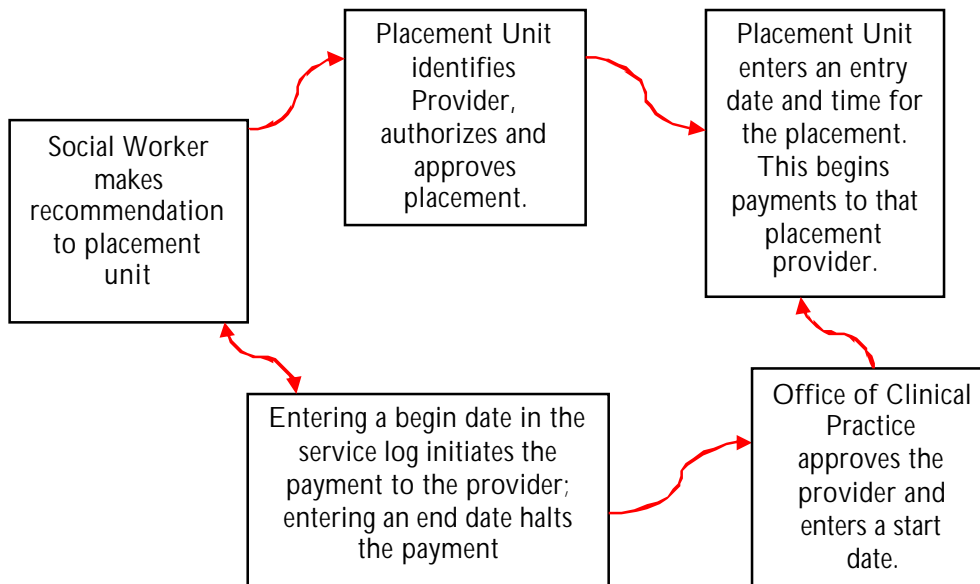 Social Worker
makes
recommendation
to placement
unit
Placement Unit
identifies
Provider,
authorizes and
approves
placement.
Placement Unit
enters an entry
date and time for
the placement.
This begins
payments to that
placement
provider.
Entering a begin date in the
service log initiates the
payment to the provider;
entering an end date halts
the payment
Office of Clinical
Practice
approves the
provider and
enters a start
date.